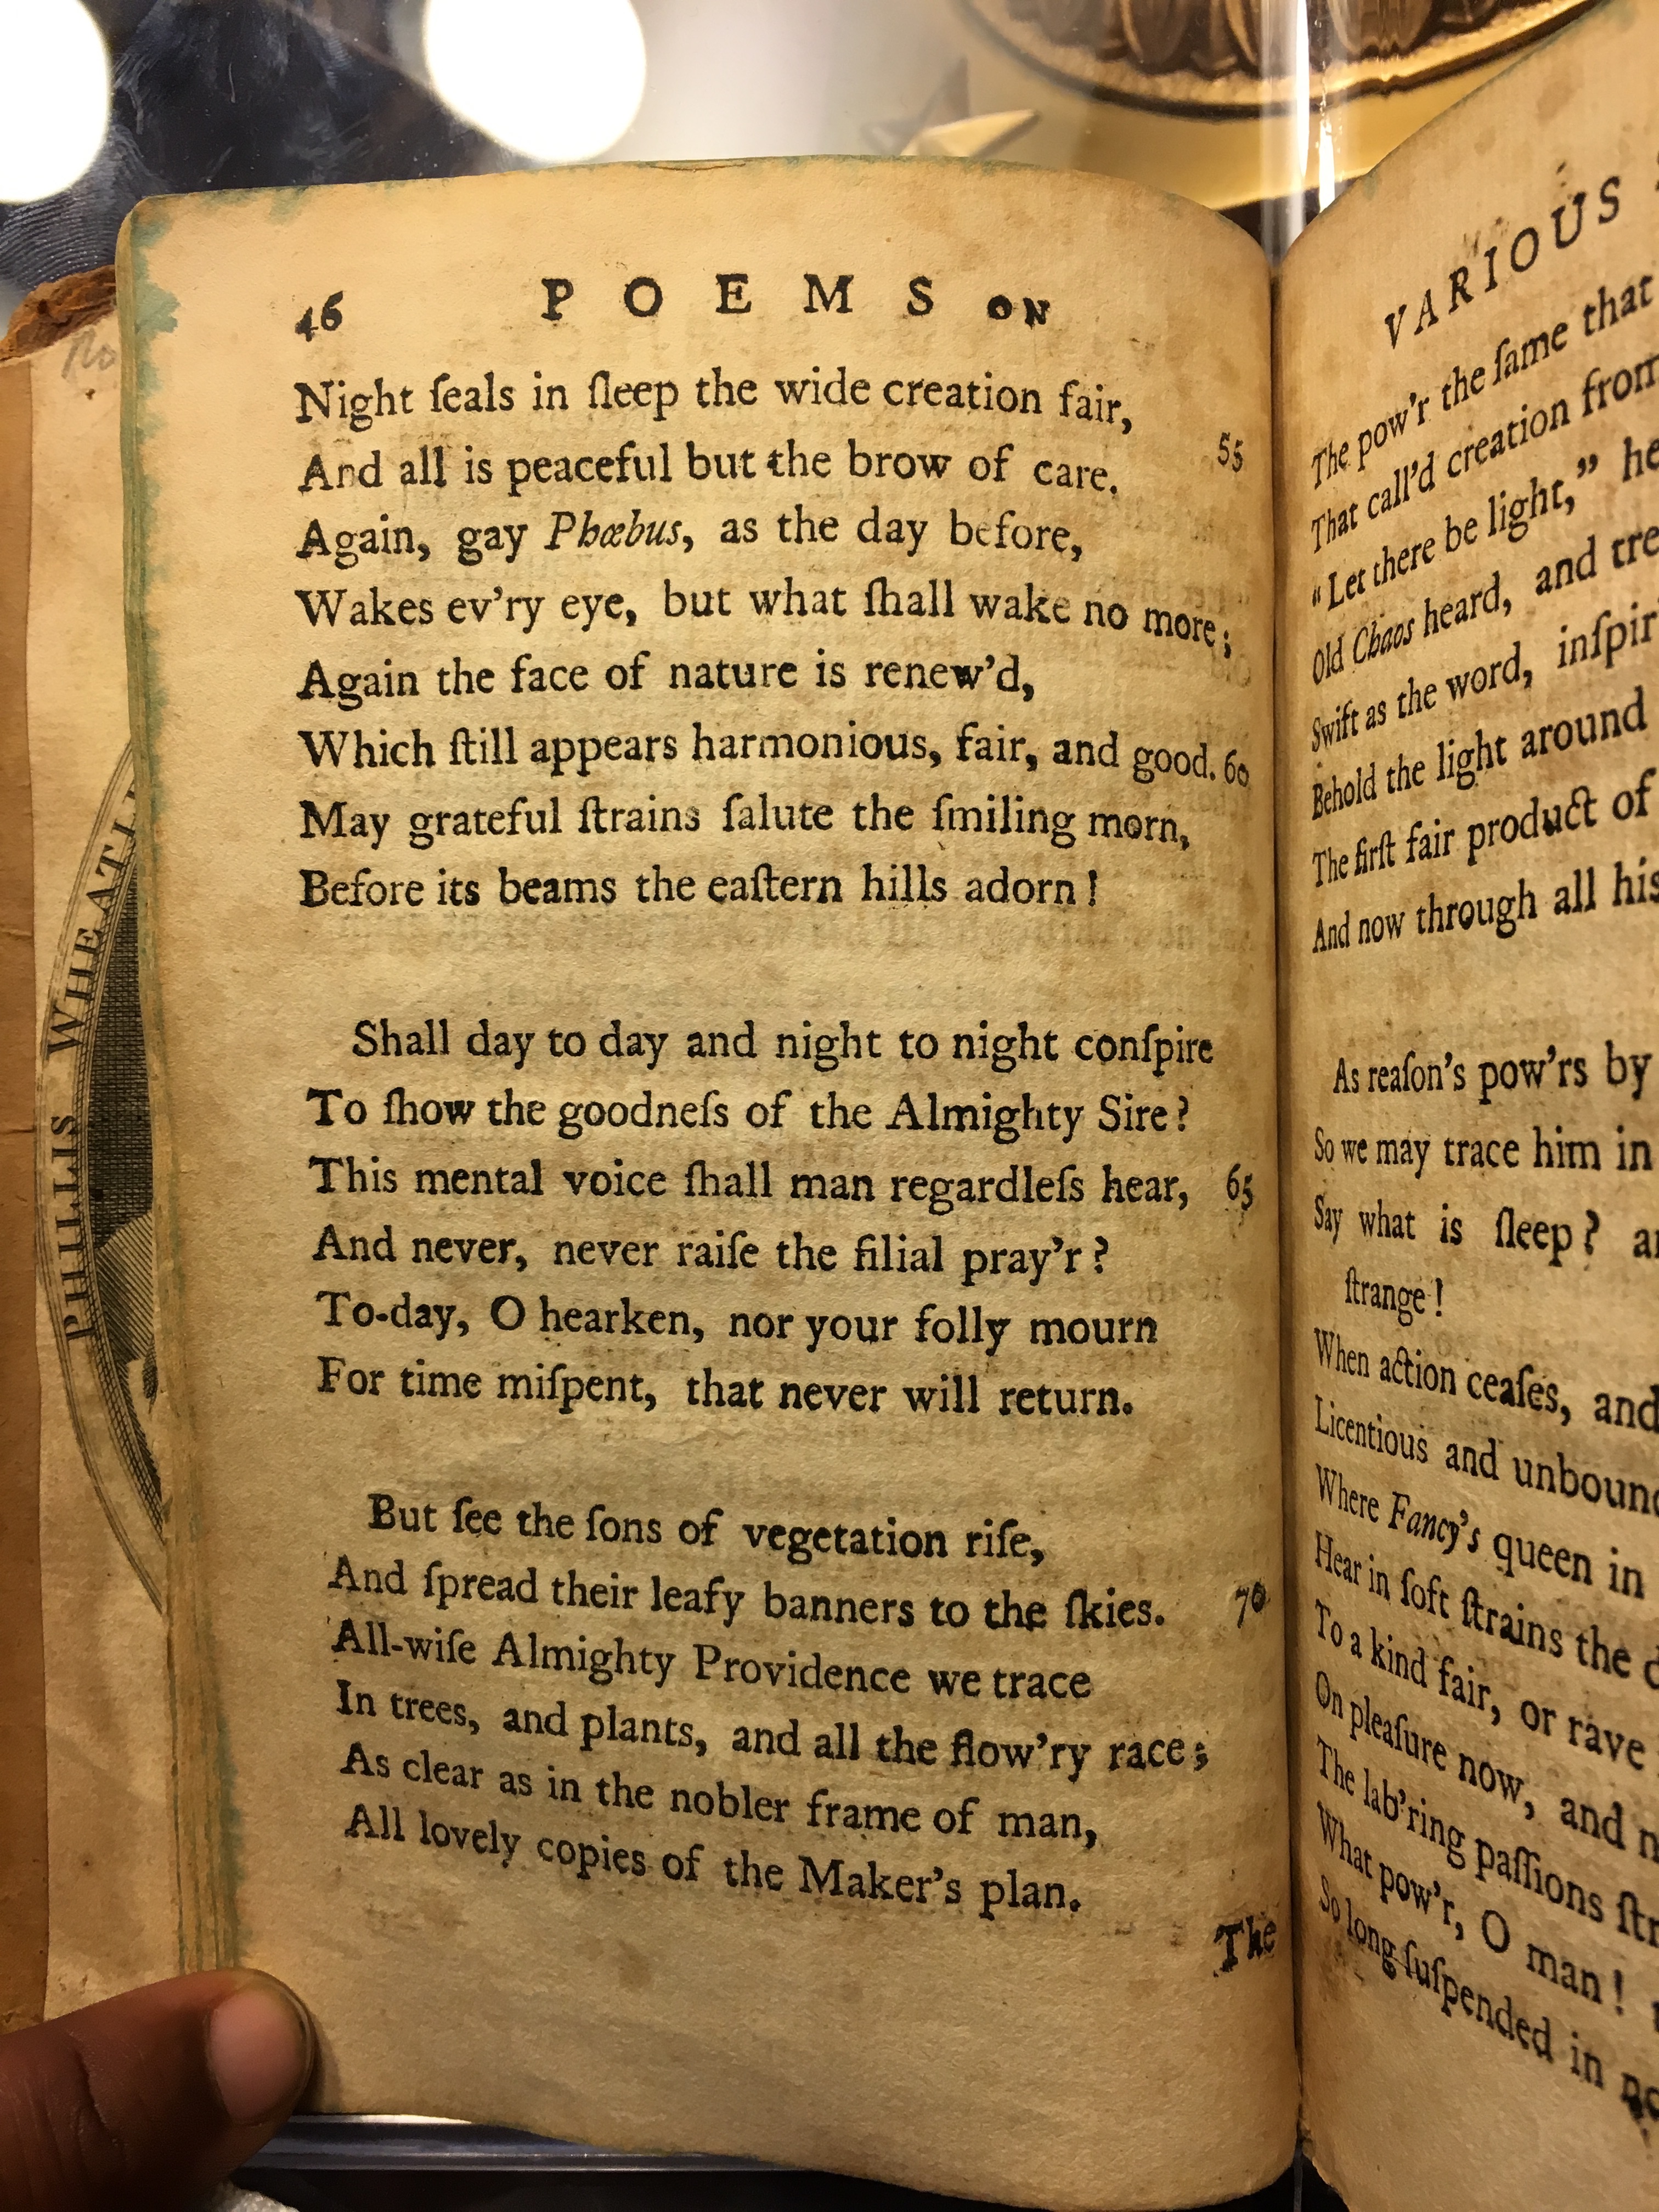 46 POEMS ON
Night ſeals in ſleep the wide creation fair,
And all is peaceful but the brow of care. 55
Again, gay Phœbus, as the day before,
Wakes ev'ry eye, but what ſhall wake no more;
Again the face of nature is renew'd,
Which ſtill appears harmonious, fair, and good. 60
May grateful ſtrains ſalute the ſmiling morn,
Before its beams the eaſtern hills adorn!
Shall day to day and night to night conſpire
To ſhow the goodneſs of the Almighty Sire?
This mental voice ſhall man regardleſs hear, 65
And never, never raiſe the filial pray'r?
To-day, O hearken, nor your folly mourn
For time miſpent, that never will return.
But ſee the ſons of vegetation riſe,
And ſpread their leafy banners to the ſkies. 70
All-wiſe Almighty Providence we trace
In trees, and plants, and all the flow'ry race;
As clear as in the nobler frame of man,
All lovely copies of the Maker's plan.
The
VARIOUS
The pow'r the ſame that
That call'd creation from
"Let there be light," he
Old Chaos heard, and
Swift as the word,
Behold the light around
The firſt fair product of
And now through all his
As reaſon's pow'rs by
So we may trace him in
Say what is ſleep?
ſtrange!
When action ceaſes, and
Licentious and
Where Fancy's queen in
Hear in ſoft ſtrains the
To a kind fair, or rave
On pleaſure now, and
The lab'ring paſſions
What pow'r, O man!
So long ſuſpended in
PHILLIS WHEATL